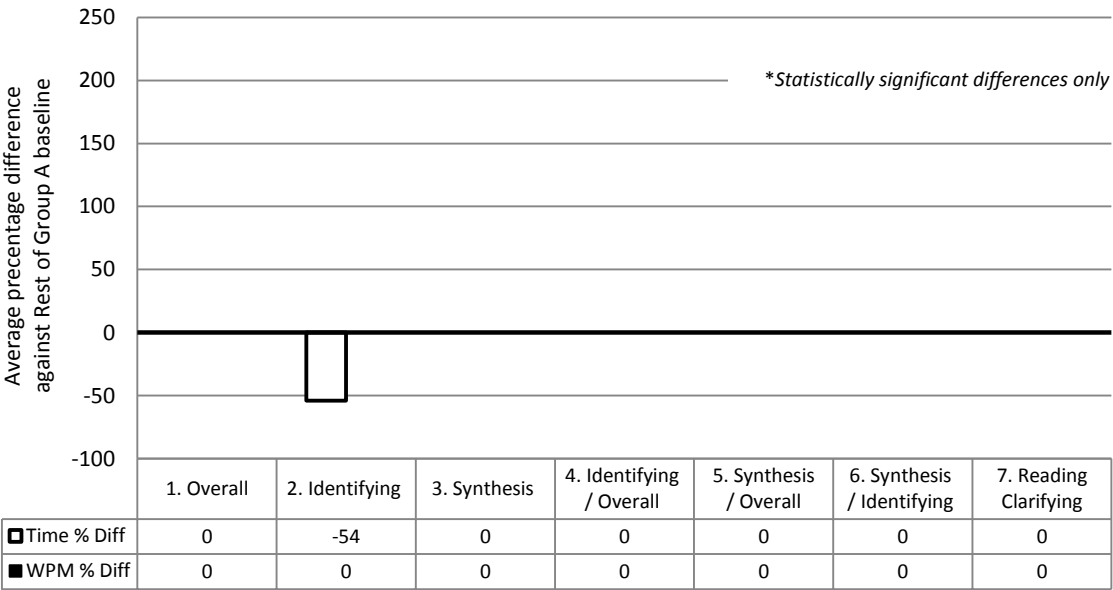 Average precentage difference
against Rest of Group A baseline
250
200
150
100
50
0
-50
-100
*Statistically significant differences only
1. Overall 2. Identifying 3. Synthesis 4. Identifying / Overall 5. Synthesis / Overall 6. Synthesis / Identifying 7. Reading Clarifying
Time % Diff 0 -54 0 0 0 0 0
WPM % Diff 0 0 0 0 0 0 0